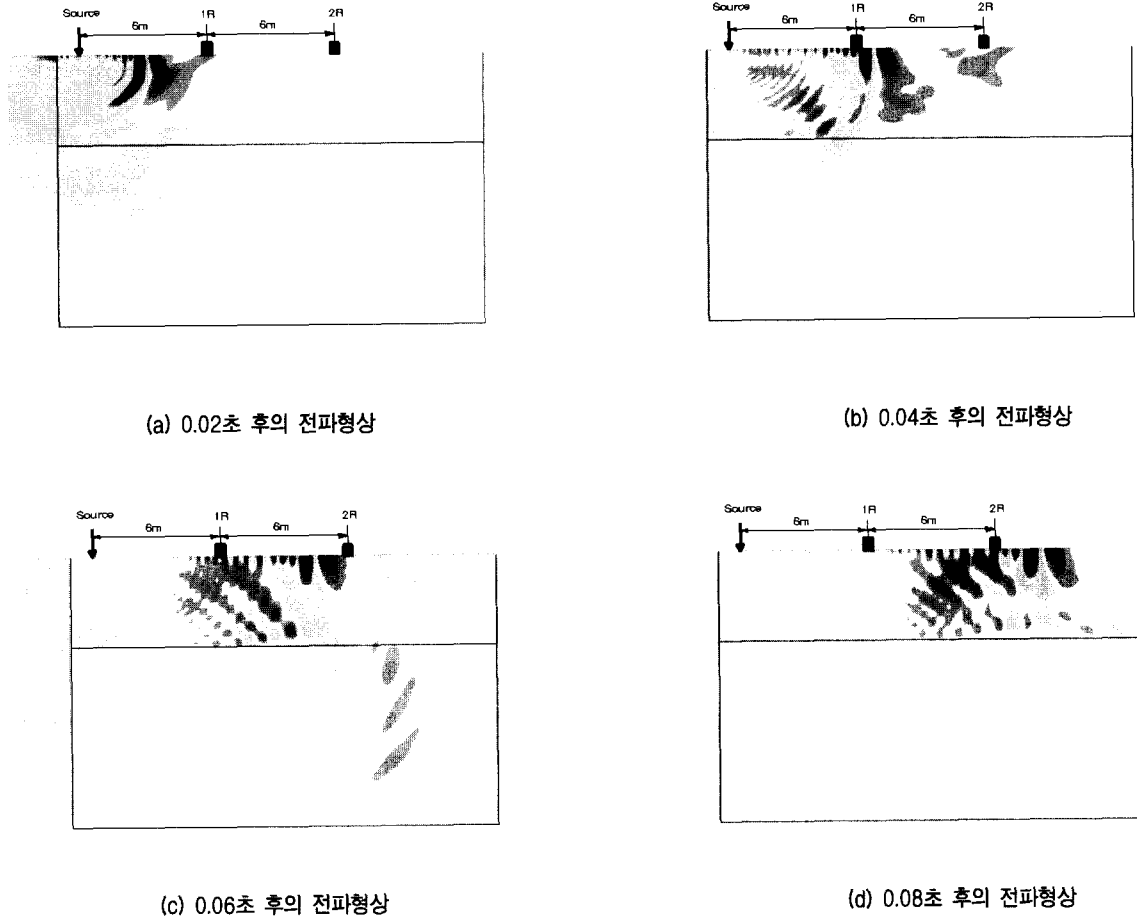 Source 1R 2R
6m 6m
(a) 0.02초 후의 전파형상
Source 1R 2R
6m 6m
(b) 0.04초 후의 전파형상
Source 1R 2R
6m 6m
(c) 0.06초 후의 전파형상
Source 1R 2R
6m 6m
(d) 0.08초 후의 전파형상